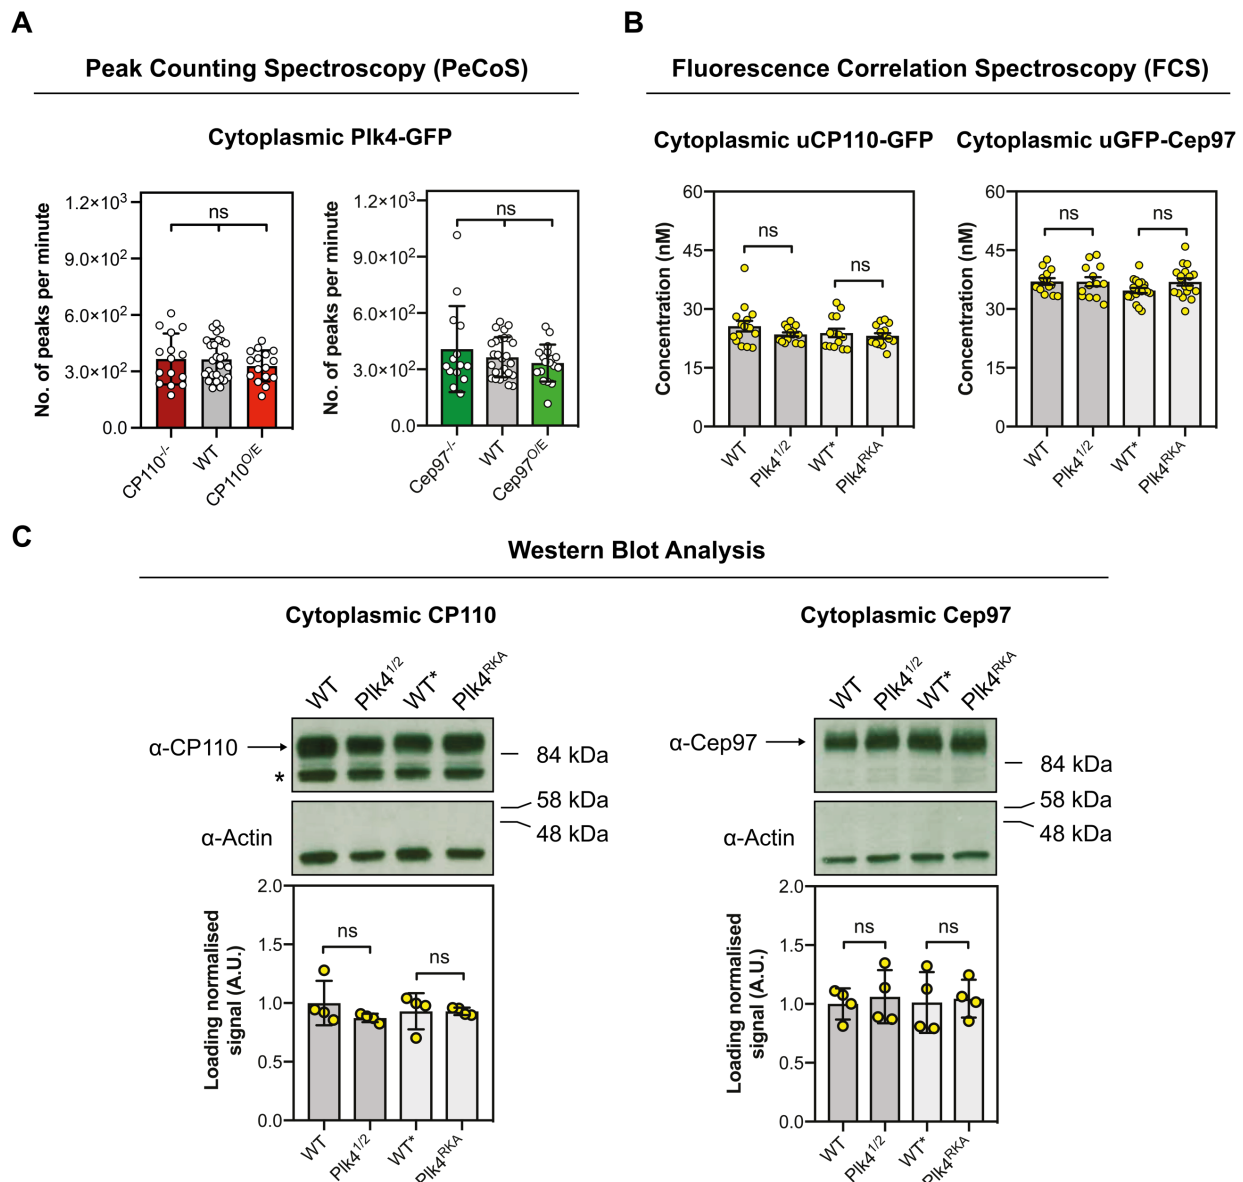 A
Peak Counting Spectroscopy (PeCoS)
Cytoplasmic Plk4-GFP
No. of peaks per minute
1.2×10³
9.0×10²
6.0×10²
3.0×10²
0.0
ns
CP110⁻/⁻
WT
CP110ᴼ/ᴱ
No. of peaks per minute
1.2×10³
9.0×10²
6.0×10²
3.0×10²
0.0
ns
Cep97⁻/⁻
WT
Cep97ᴼ/ᴱ
B
Fluorescence Correlation Spectroscopy (FCS)
Cytoplasmic uCP110-GFP
Concentration (nM)
60
45
30
15
0
ns
ns
WT
Plk4¹/²
WT*
Plk4ᴿᴷᴬ
Cytoplasmic uGFP-Cep97
Concentration (nM)
60
45
30
15
0
ns
ns
WT
Plk4¹/²
WT*
Plk4ᴿᴷᴬ
C
Western Blot Analysis
Cytoplasmic CP110
WT
Plk4¹/²
WT*
Plk4ᴿᴷᴬ
α-CP110
*
84 kDa
58 kDa
48 kDa
α-Actin
Loading normalised
signal (A.U.)
2.0
1.5
1.0
0.5
0.0
ns
ns
WT
Plk4¹/²
WT*
Plk4ᴿᴷᴬ
Cytoplasmic Cep97
WT
Plk4¹/²
WT*
Plk4ᴿᴷᴬ
α-Cep97
84 kDa
58 kDa
48 kDa
α-Actin
Loading normalised
signal (A.U.)
2.0
1.5
1.0
0.5
0.0
ns
ns
WT
Plk4¹/²
WT*
Plk4ᴿᴷᴬ